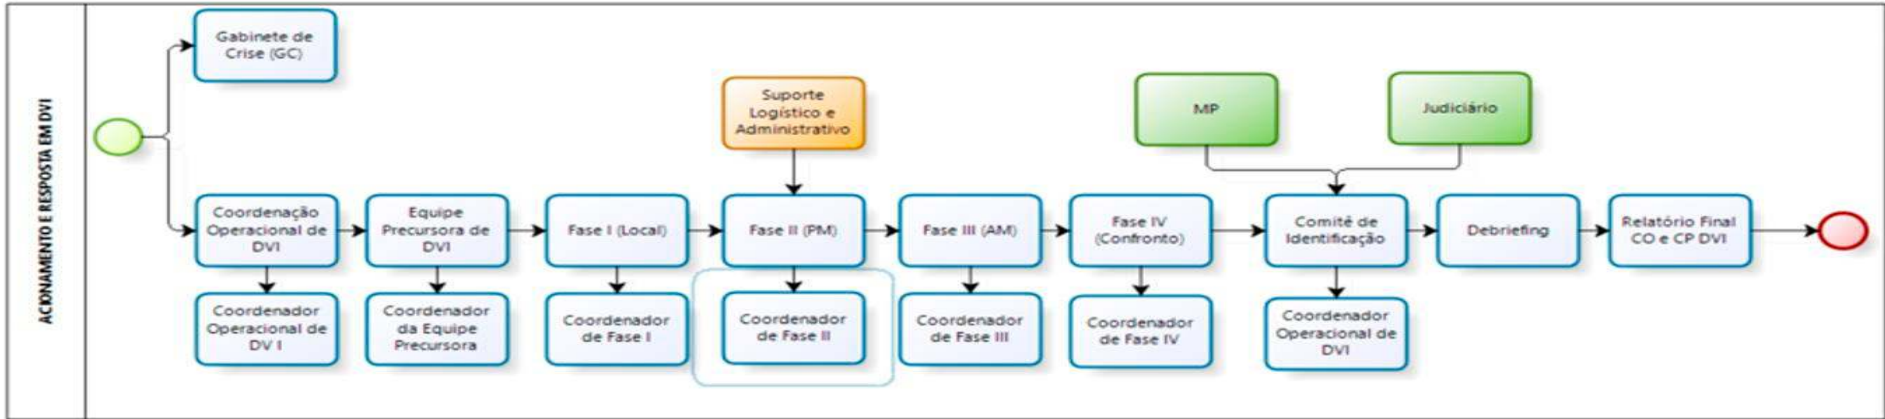 ACIONAMENTO E RESPOSTA EM DVI
Gabinete de
Crise (GC)
Suporte
Logístico e
Administrativo
MP
Judiciário
Coordenação
Operacional de
DVI
Equipe
Precursora de
DVI
Fase I (Local)
Fase II (PM)
Fase III (AM)
Fase IV
(Confronto)
Comitê de
Identificação
Debriefing
Relatório Final
CO e CP DVI
Coordenador
Operacional de
DV I
Coordenador
da Equipe
Precursora
Coordenador
de Fase I
Coordenador
de Fase II
Coordenador
de Fase III
Coordenador
de Fase IV
Coordenador
Operacional de
DVI